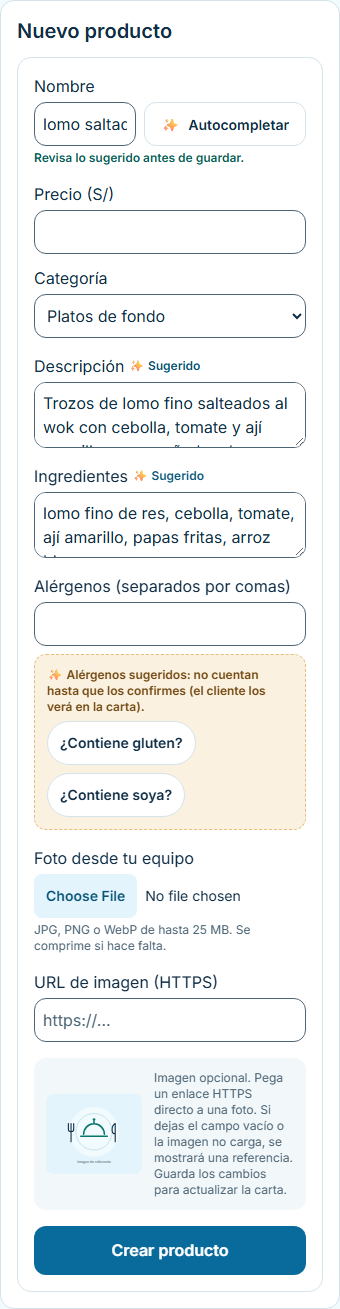 Nuevo producto
Nombre
lomo saltac
✨ Autocompletar
Revisa lo sugerido antes de guardar.
Precio (S/)
Categoría
Platos de fondo
Descripción ✨ Sugerido
Trozos de lomo fino salteados al
wok con cebolla, tomate y ají
Ingredientes ✨ Sugerido
lomo fino de res, cebolla, tomate,
ají amarillo, papas fritas, arroz
Alérgenos (separados por comas)
✨ Alérgenos sugeridos: no cuentan
hasta que los confirmes (el cliente los
verá en la carta).
¿Contiene gluten?
¿Contiene soya?
Foto desde tu equipo
Choose File No file chosen
JPG, PNG o WebP de hasta 25 MB. Se
comprime si hace falta.
URL de imagen (HTTPS)
https://...
Imagen opcional. Pega
un enlace HTTPS
directo a una foto. Si
dejas el campo vacío o
la imagen no carga, se
mostrará una referencia.
Guarda los cambios
para actualizar la carta.
Imagen de referencia
Crear producto